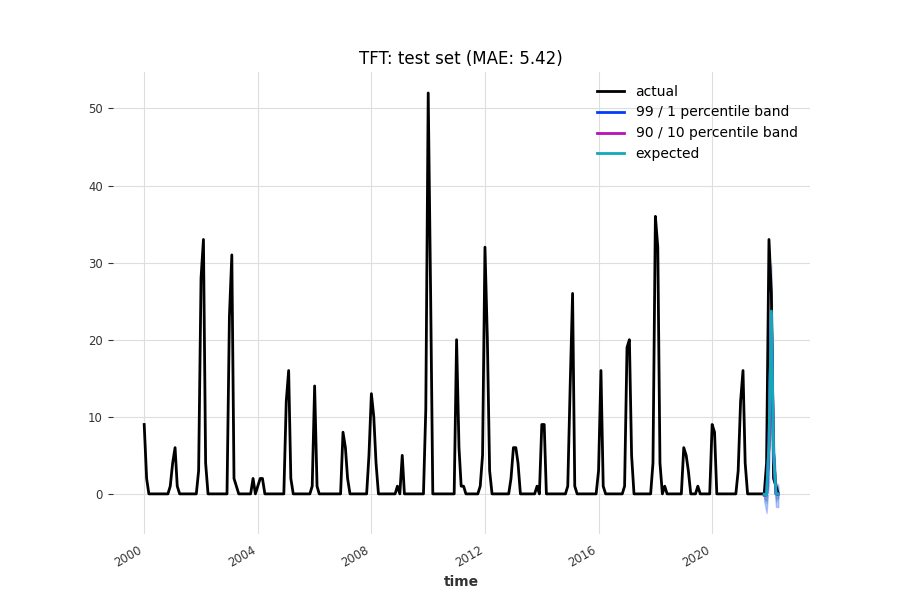 TFT: test set (MAE: 5.42)
actual
99 / 1 percentile band
90 / 10 percentile band
expected
50
40
30
20
10
0
2000
2004
2008
2012
2016
2020
time